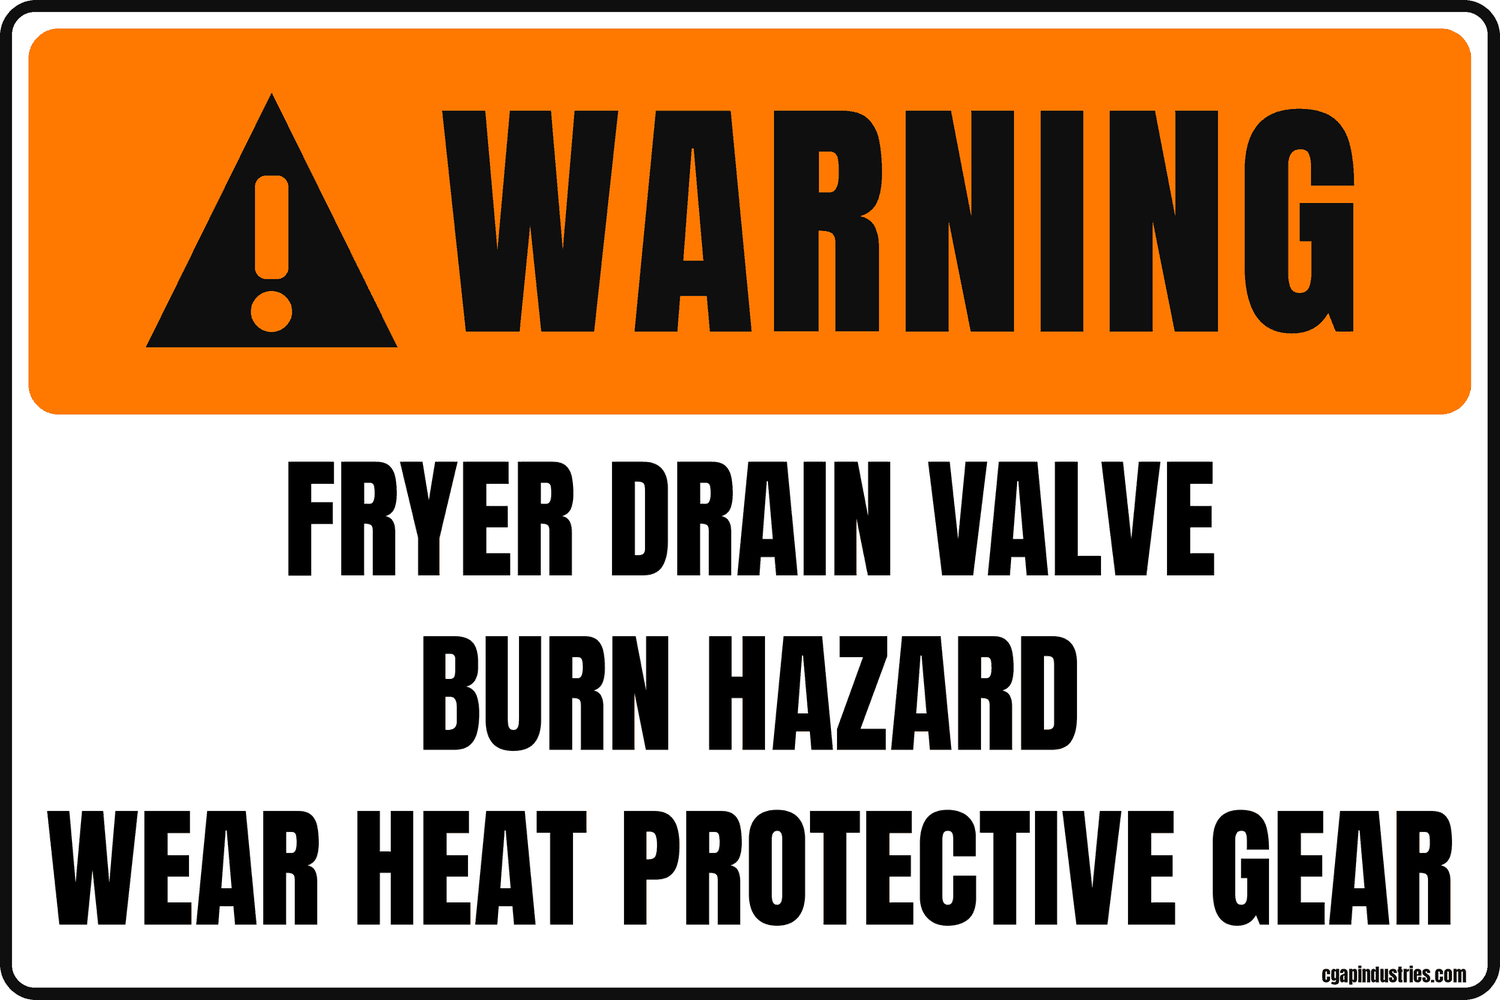 WARNING
FRYER DRAIN VALVE
BURN HAZARD
WEAR HEAT PROTECTIVE GEAR
cgapindustries.com